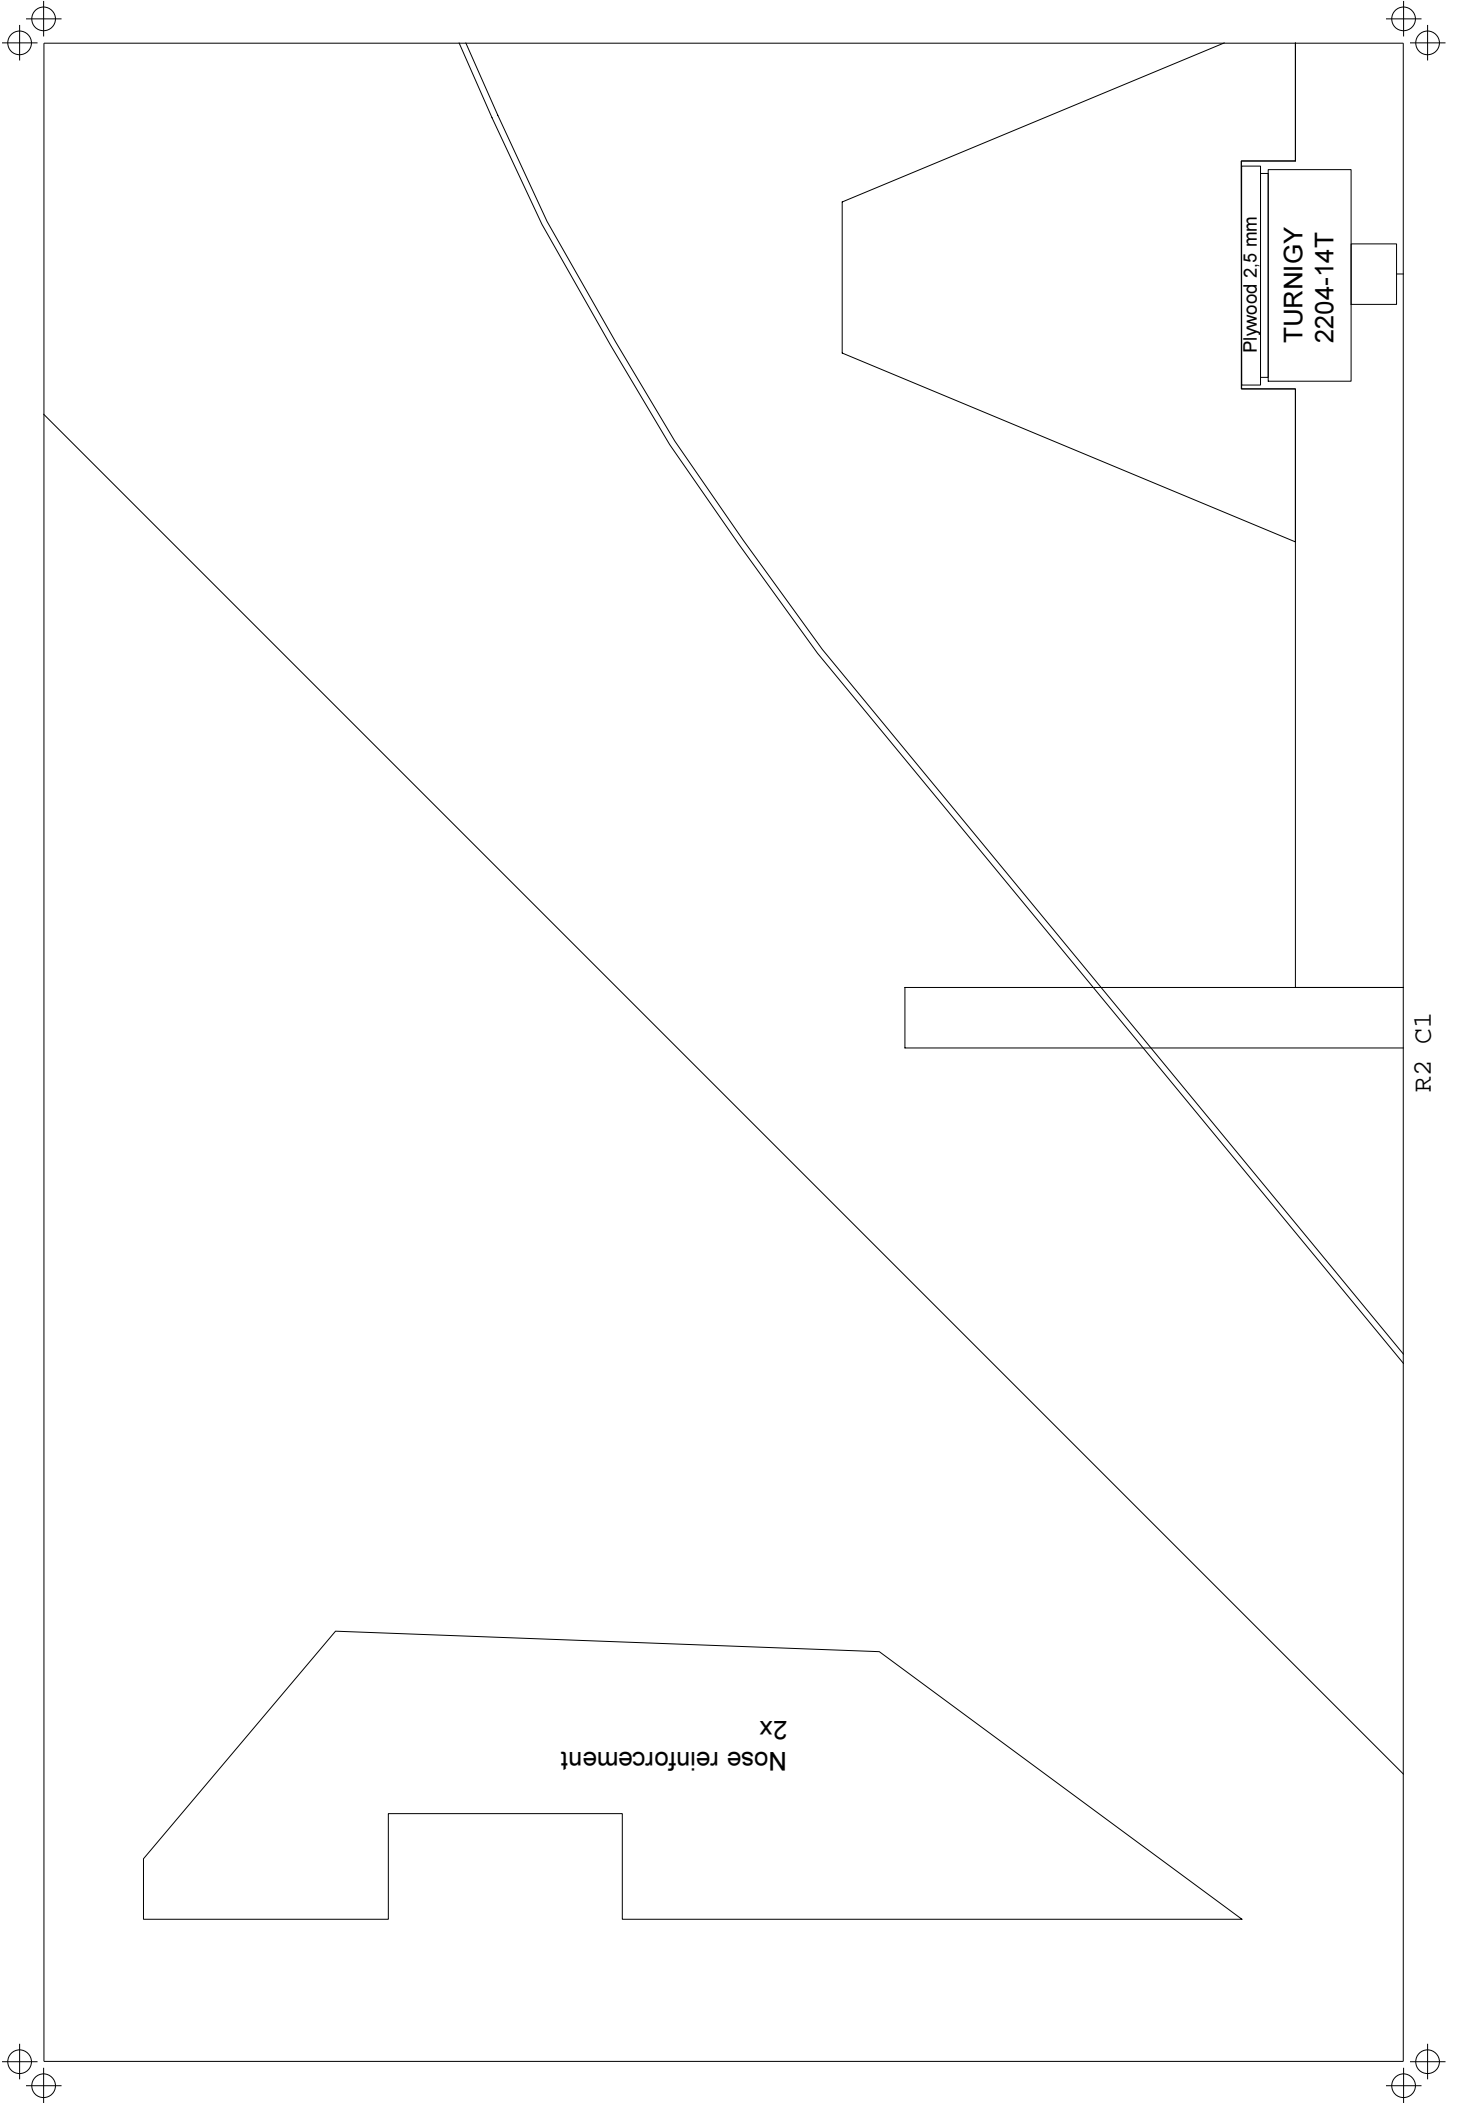 Plywood 2,5 mm
TURNIGY
2204-14T
R2 C1
Nose reinforcement
2x